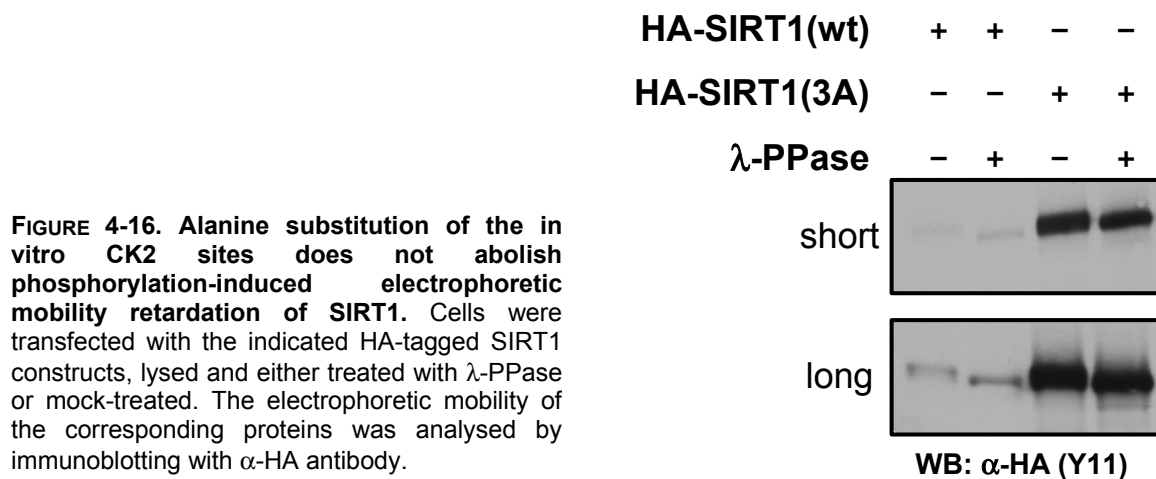 HA-SIRT1(wt) + + – –
HA-SIRT1(3A) – – + +
λ-PPase – + – +
short
long
WB: α-HA (Y11)
FIGURE 4-16. Alanine substitution of the in
vitro CK2 sites does not abolish
phosphorylation-induced electrophoretic
mobility retardation of SIRT1. Cells were
transfected with the indicated HA-tagged SIRT1
constructs, lysed and either treated with λ-PPase
or mock-treated. The electrophoretic mobility of
the corresponding proteins was analysed by
immunoblotting with α-HA antibody.